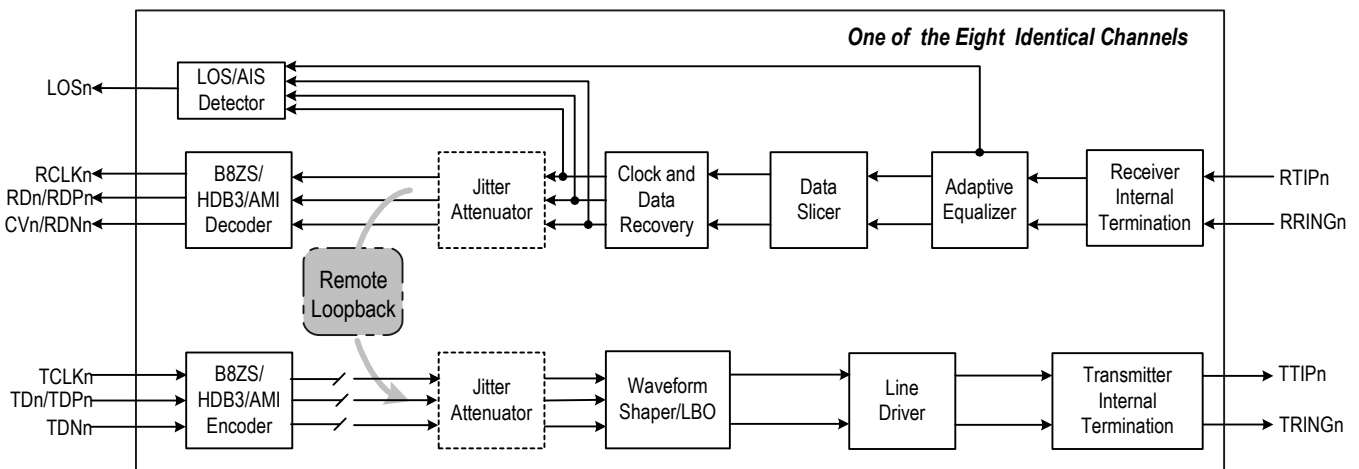 One of the Eight Identical Channels
LOSn
LOS/AIS
Detector
RCLKn
RDn/RDPn
CVn/RDNn
B8ZS/
HDB3/AMI
Decoder
Jitter
Attenuator
Clock and
Data
Recovery
Data
Slicer
Adaptive
Equalizer
Receiver
Internal
Termination
RTIPn
RRINGn
Remote
Loopback
TCLKn
TDn/TDPn
TDNn
B8ZS/
HDB3/AMI
Encoder
Jitter
Attenuator
Waveform
Shaper/LBO
Line
Driver
Transmitter
Internal
Termination
TTIPn
TRINGn